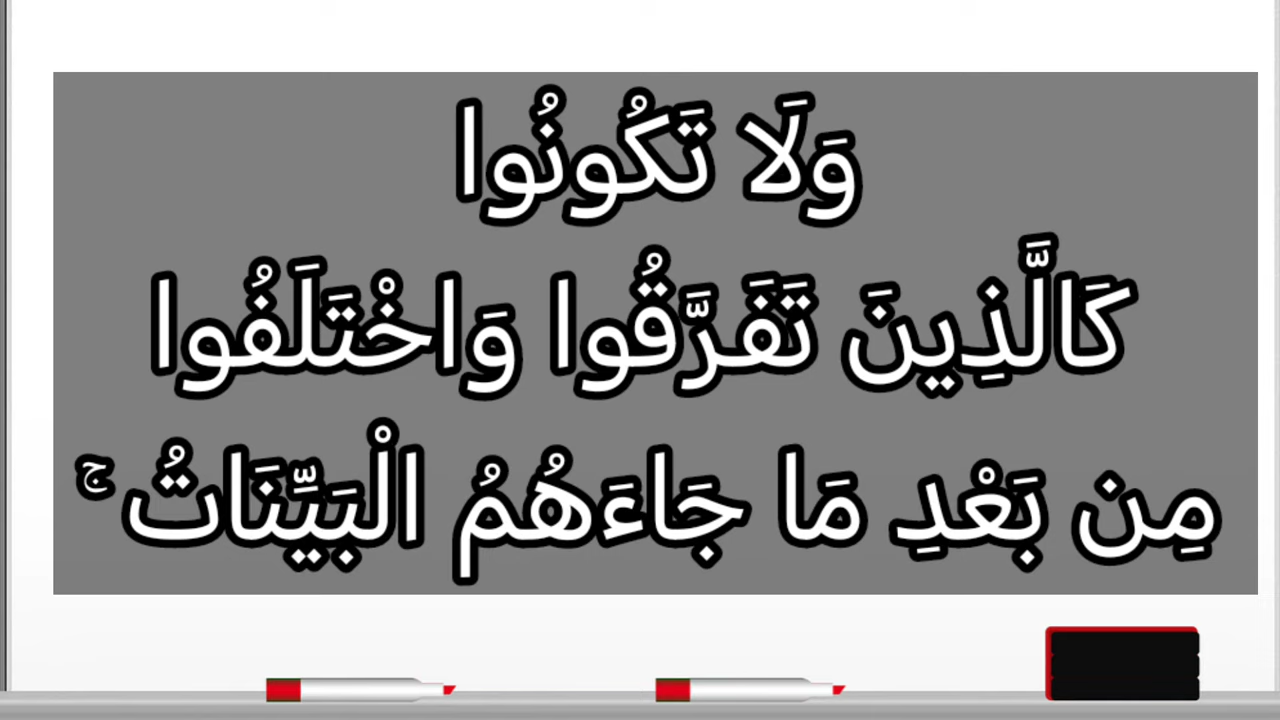 وَلَا تَكُونُوا
كَالَّذِينَ تَفَرَّقُوا وَاخْتَلَفُوا
مِن بَعْدِ مَا جَاءَهُمُ الْبَيِّنَاتُ ۚ